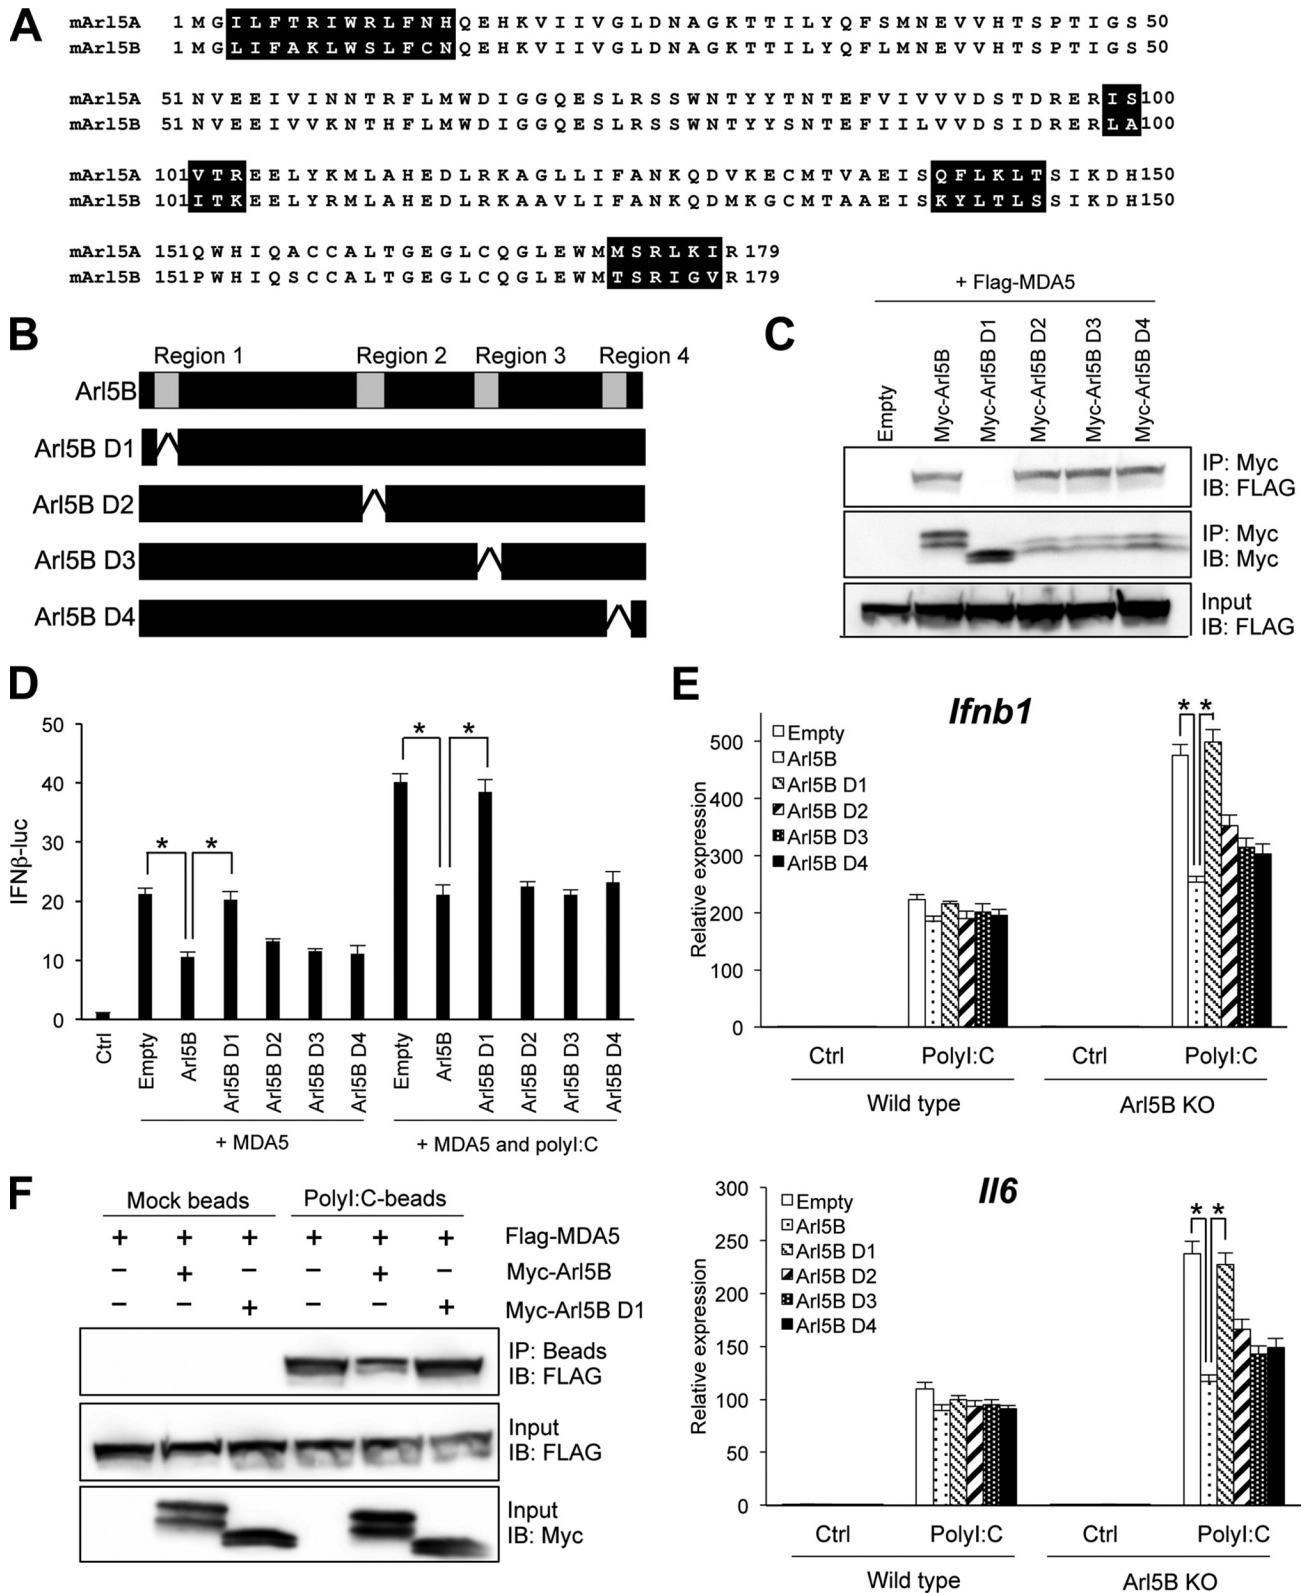 A
mArl5A 1 M G I L F T R I W R L F N H Q E H K V I I V G L D N A G K T T I L Y Q F S M N E V V H T S P T I G S 50
mArl5B 1 M G L I F A K L W S L F C N Q E H K V I I V G L D N A G K T T I L Y Q F L M N E V V H T S P T I G S 50
mArl5A 51 N V E E I V I N N T R F L M W D I G G Q E S L R S S W N T Y Y T N T E F V I V V V D S T D R E R I S 100
mArl5B 51 N V E E I V V K N T H F L M W D I G G Q E S L R S S W N T Y Y S N T E F I I L V V D S I D R E R L A 100
mArl5A 101 V T R E E L Y K M L A H E D L R K A G L L I F A N K Q D V K E C M T V A E I S Q F L K L T S I K D H 150
mArl5B 101 I T K E E L Y R M L A H E D L R K A A V L I F A N K Q D M K G C M T A A E I S K Y L T L S S I K D H 150
mArl5A 151 Q W H I Q A C C A L T G E G L C Q G L E W M M S R L K I R 179
mArl5B 151 P W H I Q S C C A L T G E G L C Q G L E W M T S R I G V R 179
B
Region 1 Region 2 Region 3 Region 4
Arl5B
Arl5B D1
Arl5B D2
Arl5B D3
Arl5B D4
C
+ Flag-MDA5
Empty
Myc-Arl5B
Myc-Arl5B D1
Myc-Arl5B D2
Myc-Arl5B D3
Myc-Arl5B D4
IP: Myc
IB: FLAG
IP: Myc
IB: Myc
Input
IB: FLAG
D
IFNβ-luc
50
40
30
20
10
0
* * * *
Ctrl
Empty
Arl5B
Arl5B D1
Arl5B D2
Arl5B D3
Arl5B D4
Empty
Arl5B
Arl5B D1
Arl5B D2
Arl5B D3
Arl5B D4
+ MDA5
+ MDA5 and polyI:C
E
Ifnb1
Relative expression
500
400
300
200
100
0
Empty
Arl5B
Arl5B D1
Arl5B D2
Arl5B D3
Arl5B D4
* *
Ctrl PolyI:C Ctrl PolyI:C
Wild type Arl5B KO
Il6
Relative expression
300
250
200
150
100
50
0
Empty
Arl5B
Arl5B D1
Arl5B D2
Arl5B D3
Arl5B D4
* *
Ctrl PolyI:C Ctrl PolyI:C
Wild type Arl5B KO
F
Mock beads PolyI:C-beads
+ + + + + + Flag-MDA5
− + − − + − Myc-Arl5B
− − + − − + Myc-Arl5B D1
IP: Beads
IB: FLAG
Input
IB: FLAG
Input
IB: Myc